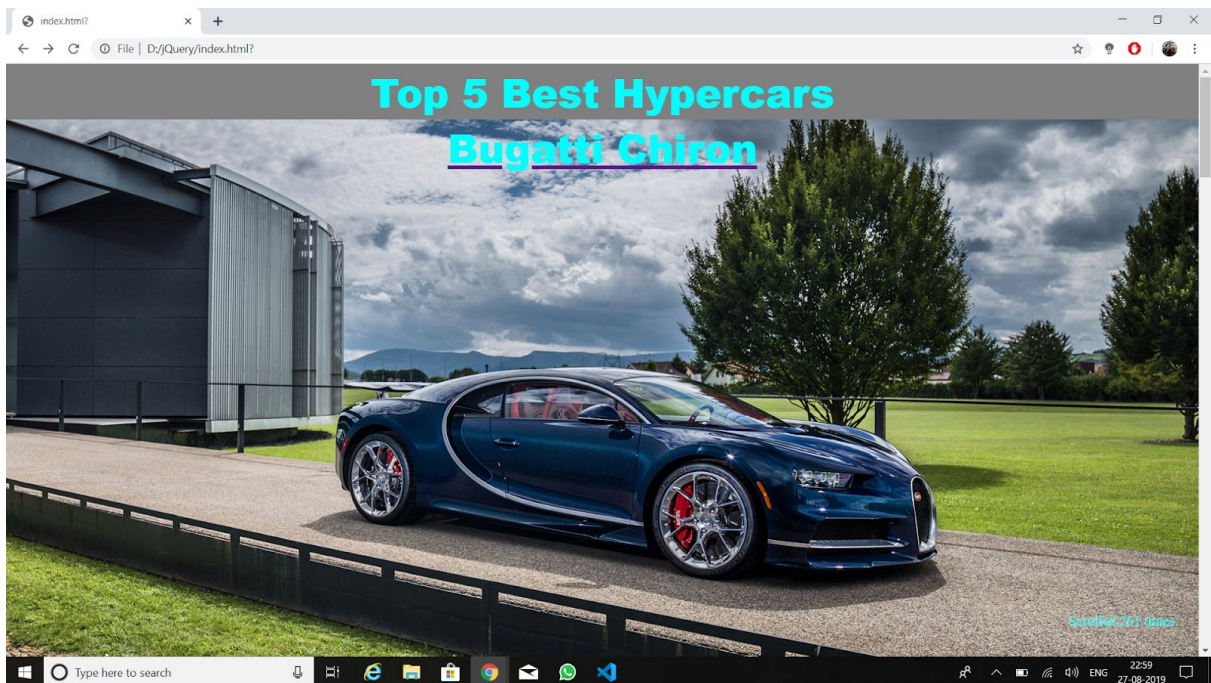 index.html?
File | D:/jQuery/index.html?
Top 5 Best Hypercars
Bugatti Chiron
Scrolled 261 times
Type here to search
ENG
22:59
27-08-2019